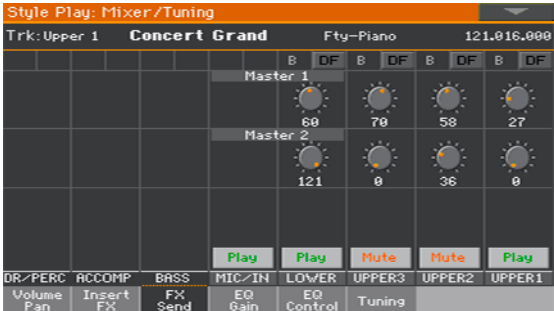 Style Play: Mixer/Tuning
Trk:Upper 1 Concert Grand Fty-Piano 121.016.000
B DF B DF B DF B DF
Master 1
60 70 58 27
Master 2
121 0 36 0
Play Play Mute Mute Play
DR/PERC ACCOMP BASS MIC/IN LOWER UPPER3 UPPER2 UPPER1
Volume Insert FX EQ EQ Tuning
Pan FX Send Gain Control